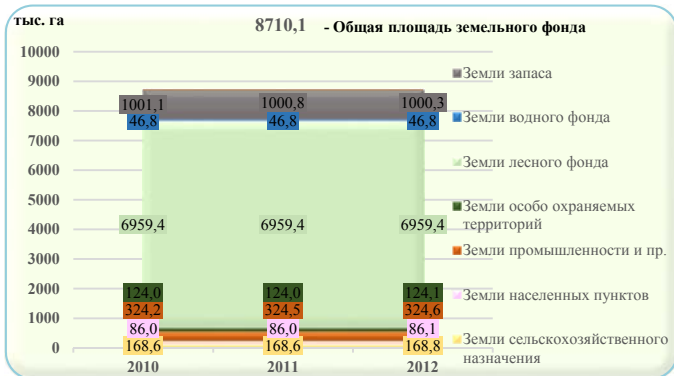 тыс. га
8710,1 - Общая площадь земельного фонда
10000
9000
8000
7000
6000
5000
4000
3000
2000
1000
0
1001,1 1000,8 1000,3
46,8 46,8 46,8
6959,4 6959,4 6959,4
124,0 124,0 124,1
324,2 324,5 324,6
86,0 86,0 86,1
168,6 168,6 168,8
2010 2011 2012
Земли запаса
Земли водного фонда
Земли лесного фонда
Земли особо охраняемых
территорий
Земли промышленности и пр.
Земли населенных пунктов
Земли сельскохозяйственного
назначения